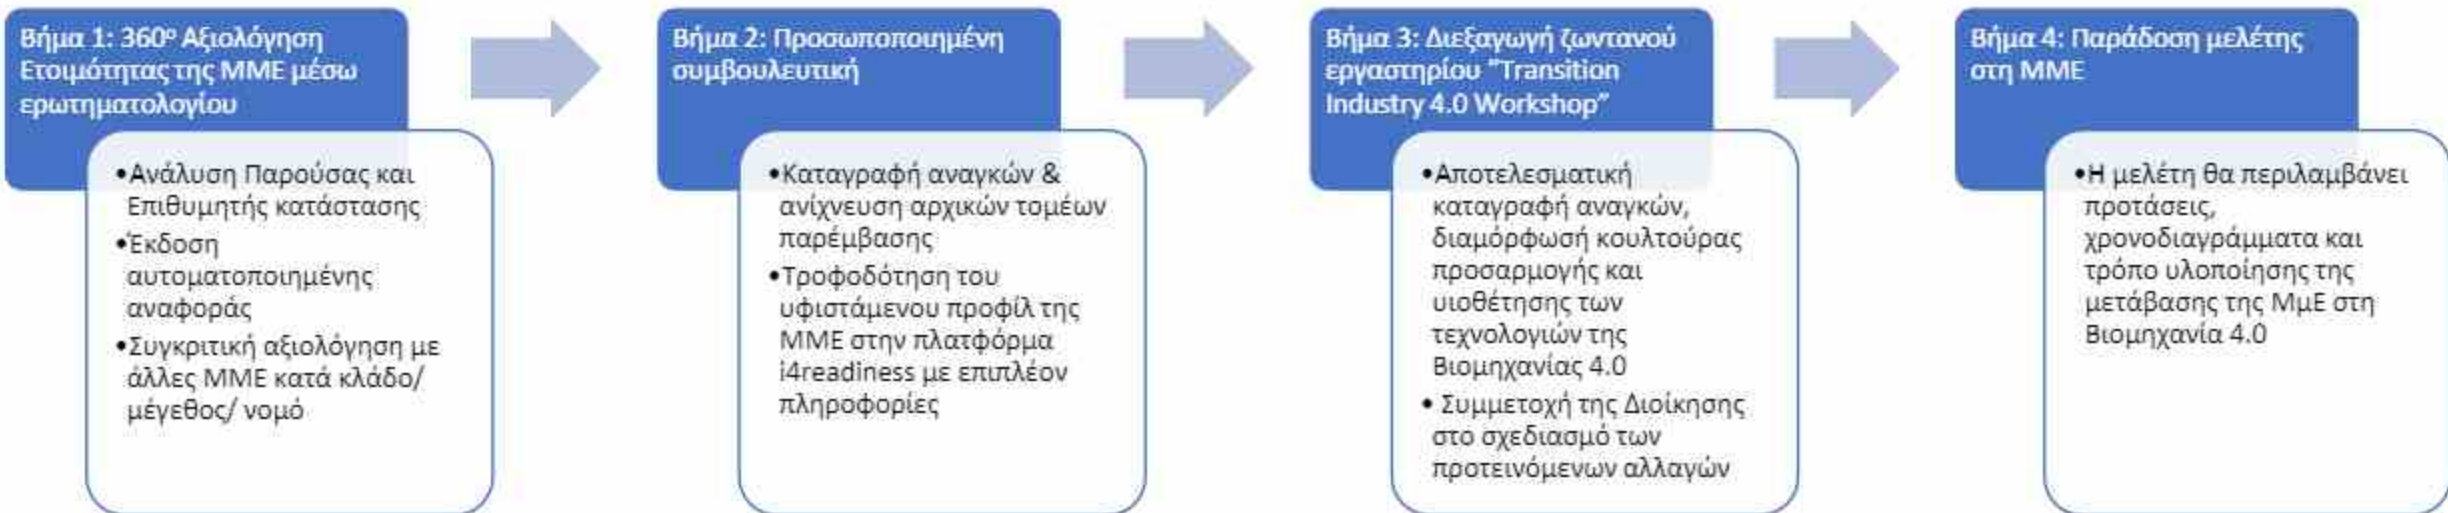 Βήμα 1: 360º Αξιολόγηση
Ετοιμότητας της ΜΜΕ μέσω
ερωτηματολογίου
•Ανάλυση Παρούσας και
Επιθυμητής κατάστασης
•Έκδοση
αυτοματοποιημένης
αναφοράς
•Συγκριτική αξιολόγηση με
άλλες ΜΜΕ κατά κλάδο/
μέγεθος/ νομό
Βήμα 2: Προσωποποιημένη
συμβουλευτική
•Καταγραφή αναγκών &
ανίχνευση αρχικών τομέων
παρέμβασης
•Τροφοδότηση του
υφιστάμενου προφίλ της
ΜΜΕ στην πλατφόρμα
i4readiness με επιπλέον
πληροφορίες
Βήμα 3: Διεξαγωγή ζωντανού
εργαστηρίου "Transition
Industry 4.0 Workshop"
•Αποτελεσματική
καταγραφή αναγκών,
διαμόρφωσή κουλτούρας
προσαρμογής και
υιοθέτησης των
τεχνολογιών της
Βιομηχανίας 4.0
• Συμμετοχή της Διοίκησης
στο σχεδιασμό των
προτεινόμενων αλλαγών
Βήμα 4: Παράδοση μελέτης
στη ΜΜΕ
•Η μελέτη θα περιλαμβάνει
προτάσεις,
χρονοδιαγράμματα και
τρόπο υλοποίησης της
μετάβασης της ΜμΕ στη
Βιομηχανία 4.0